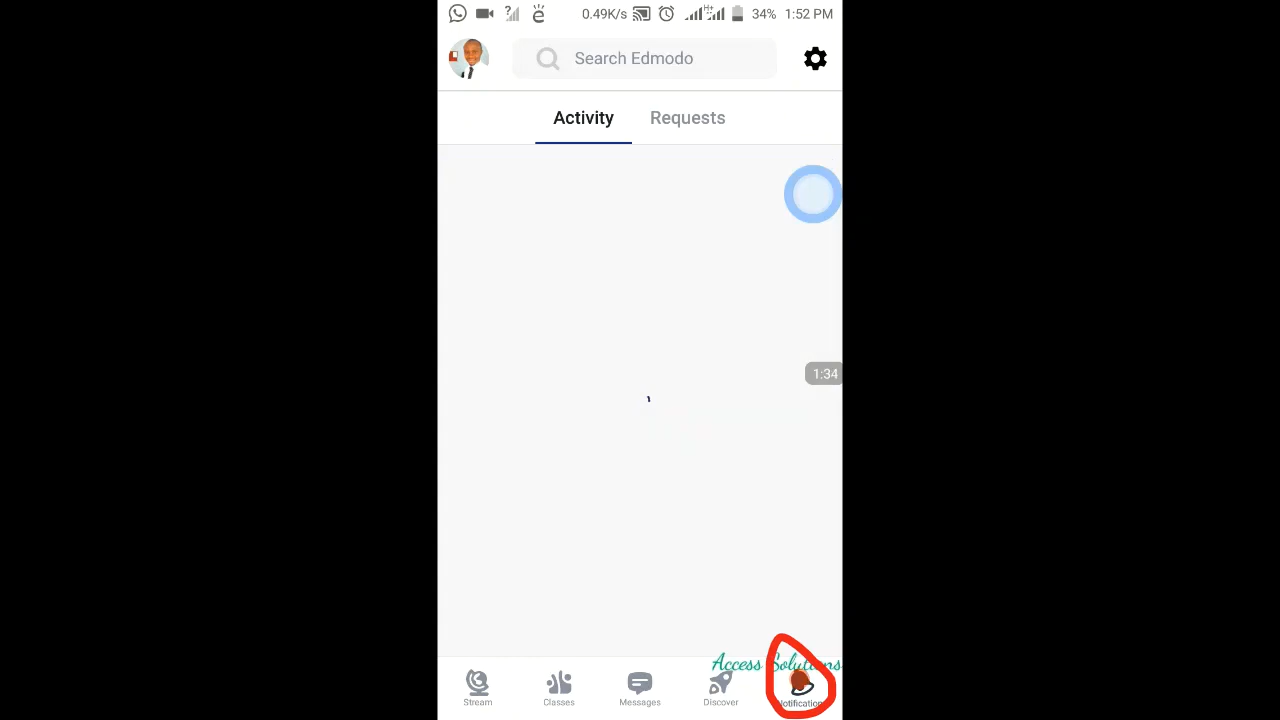 0.49K/s H+ 34% 1:52 PM
Search Edmodo
Activity Requests
1:34
Access Solutions
Stream Classes Messages Discover Notifications